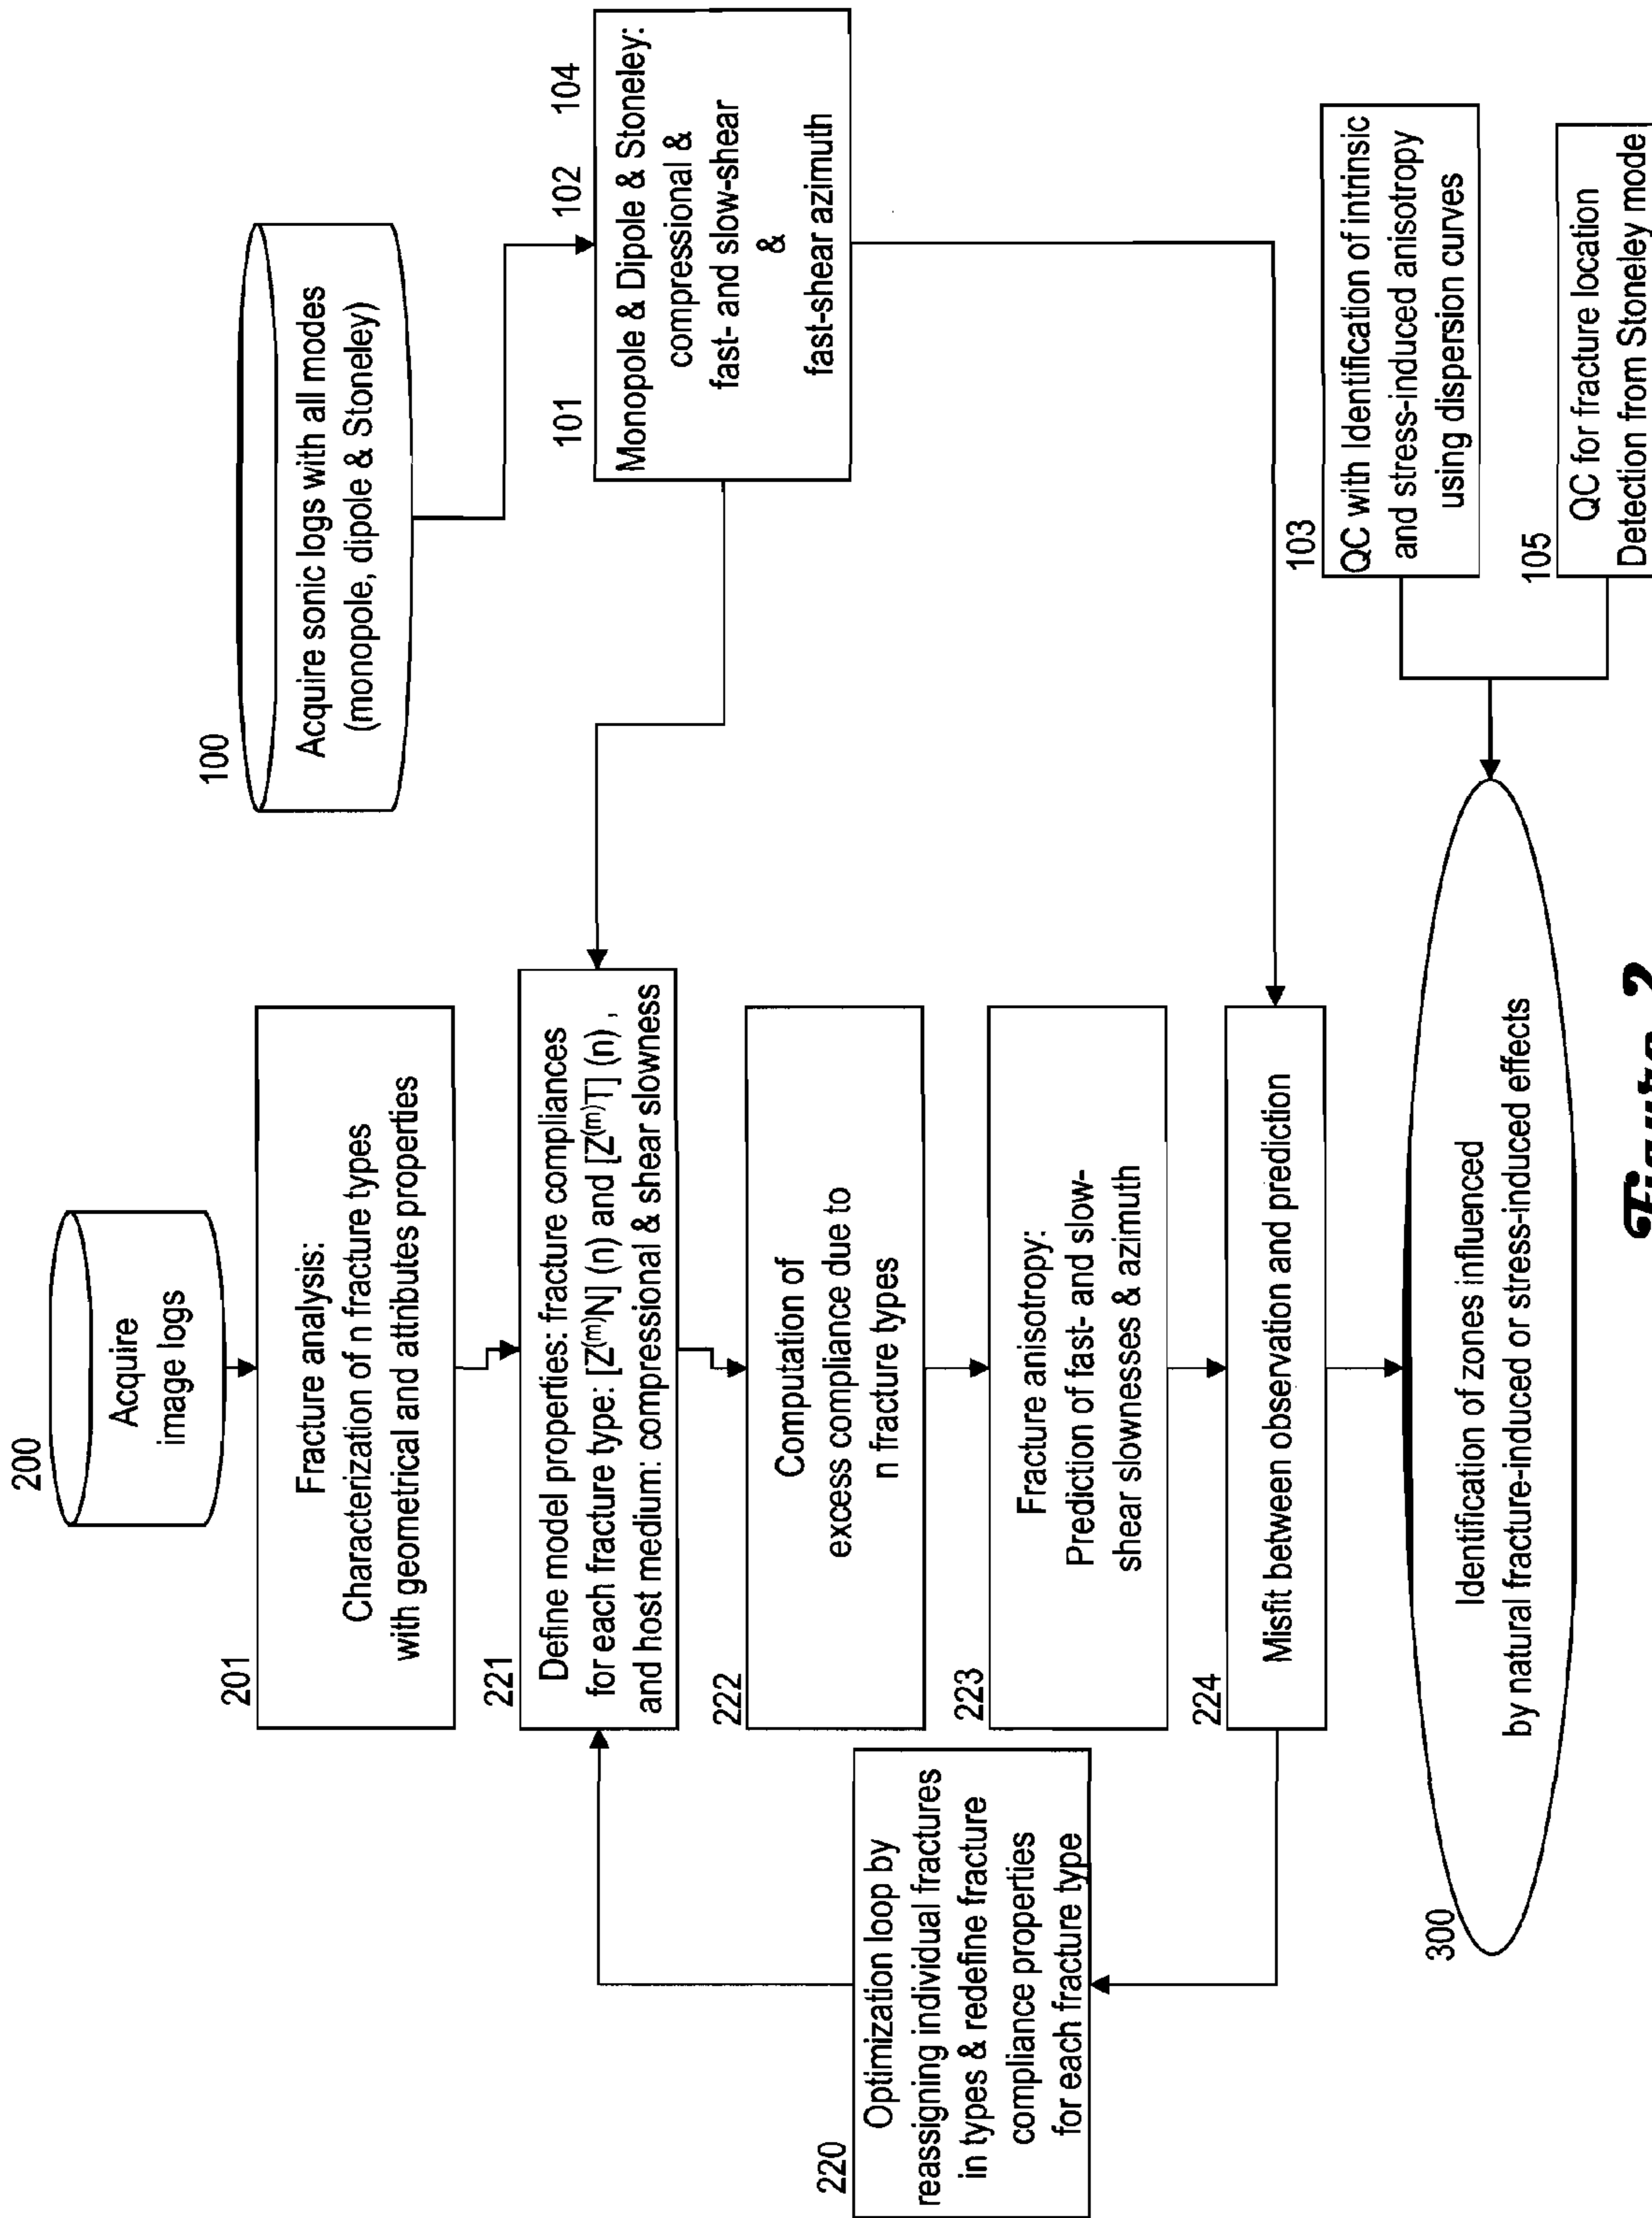 200
Acquire
image logs
100
Acquire sonic logs with all modes
(monopole, dipole & Stoneley)
201
Fracture analysis:
Characterization of n fracture types
with geometrical and attributes properties
101
102
104
Monopole & Dipole & Stoneley:
compressional &
fast- and slow-shear
&
fast-shear azimuth
221
Define model properties: fracture compliances
for each fracture type: [Z(m)N] (n) and [Z(m)T] (n) ,
and host medium: compressional & shear slowness
222
Computation of
excess compliance due to
n fracture types
220
Optimization loop by
reassigning individual fractures
in types & redefine fracture
compliance properties
for each fracture type
223
Fracture anisotropy:
Prediction of fast- and slow-
shear slownesses & azimuth
224
Misfit between observation and prediction
103
QC with Identification of intrinsic
and stress-induced anisotropy
using dispersion curves
105
QC for fracture location
Detection from Stoneley mode
300
Identification of zones influenced
by natural fracture-induced or stress-induced effects
Figure 2